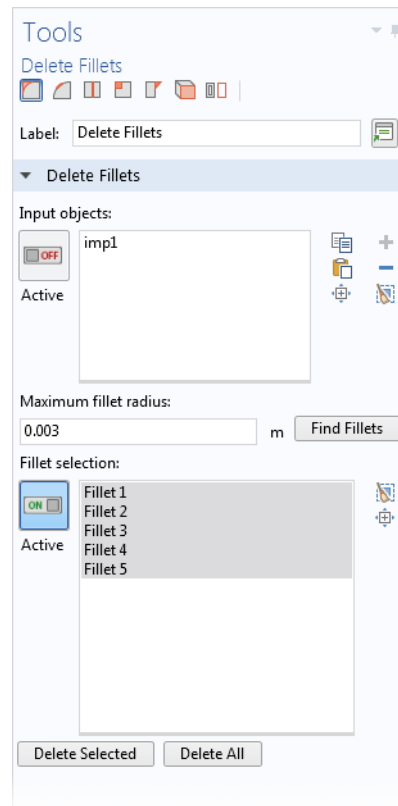 Tools
Delete Fillets
Label: Delete Fillets
Delete Fillets
Input objects:
OFF
imp1
Active
Maximum fillet radius:
0.003 m Find Fillets
Fillet selection:
ON
Fillet 1
Fillet 2
Fillet 3
Fillet 4
Fillet 5
Active
Delete Selected Delete All